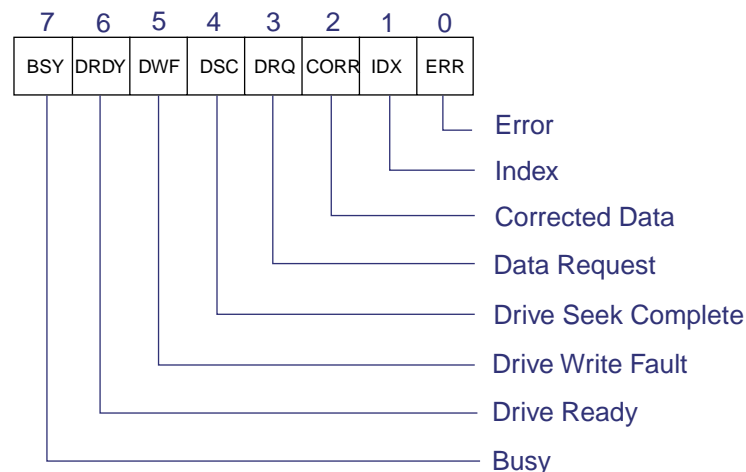 7 6 5 4 3 2 1 0
BSY DRDY DWF DSC DRQ CORR IDX ERR
Error
Index
Corrected Data
Data Request
Drive Seek Complete
Drive Write Fault
Drive Ready
Busy